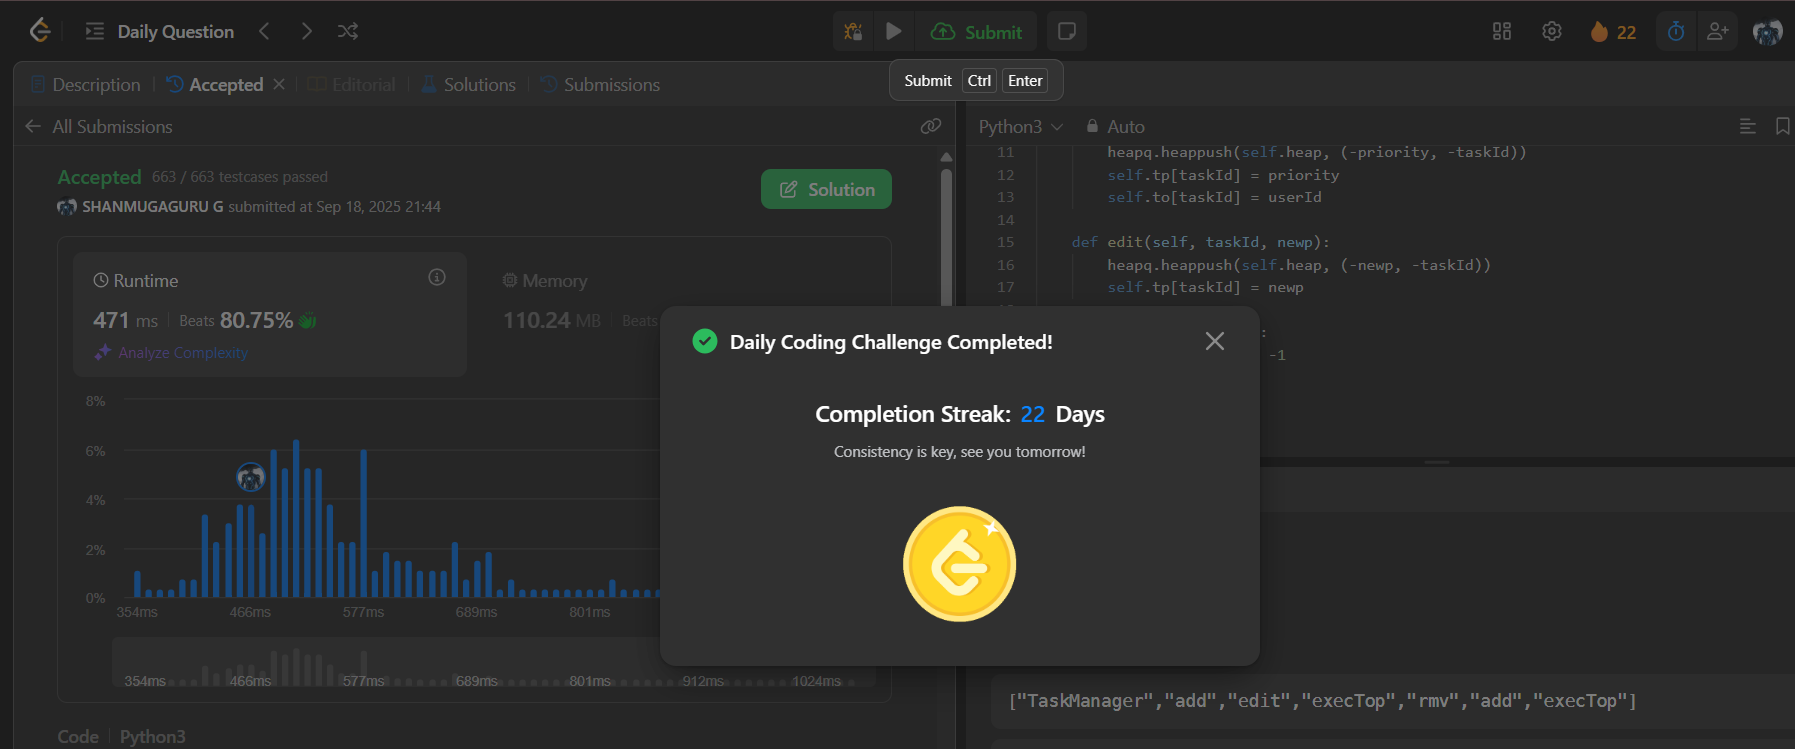 Daily Question
Submit
22
Submit Ctrl Enter
Description
Accepted
Editorial
Solutions
Submissions
All Submissions
Accepted 663 / 663 testcases passed
SHANMUGAGURU G submitted at Sep 18, 2025 21:44
Solution
Runtime
471 ms Beats 80.75%
Analyze Complexity
Memory
110.24 MB Beats
8%
6%
4%
2%
0%
354ms 466ms 577ms 689ms 801ms
354ms 466ms 577ms 689ms 801ms 912ms 1024ms
Code Python3
Python3 Auto
11 heapq.heappush(self.heap, (-priority, -taskId))
12 self.tp[taskId] = priority
13 self.to[taskId] = userId
14
15 def edit(self, taskId, newp):
16 heapq.heappush(self.heap, (-newp, -taskId))
17 self.tp[taskId] = newp
:
-1
Daily Coding Challenge Completed!
Completion Streak: 22 Days
Consistency is key, see you tomorrow!
["TaskManager","add","edit","execTop","rmv","add","execTop"]